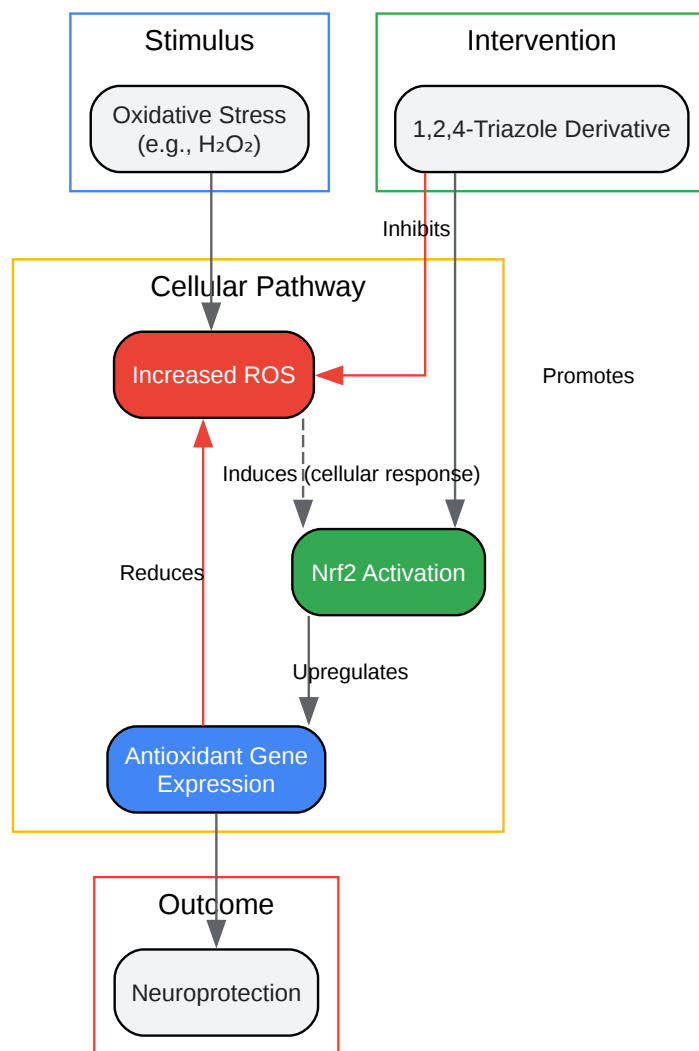 Stimulus
Intervention
Oxidative Stress
(e.g., H₂O₂)
1,2,4-Triazole Derivative
Inhibits
Cellular Pathway
Increased ROS
Promotes
Induces (cellular response)
Nrf2 Activation
Reduces
Upregulates
Antioxidant Gene
Expression
Outcome
Neuroprotection